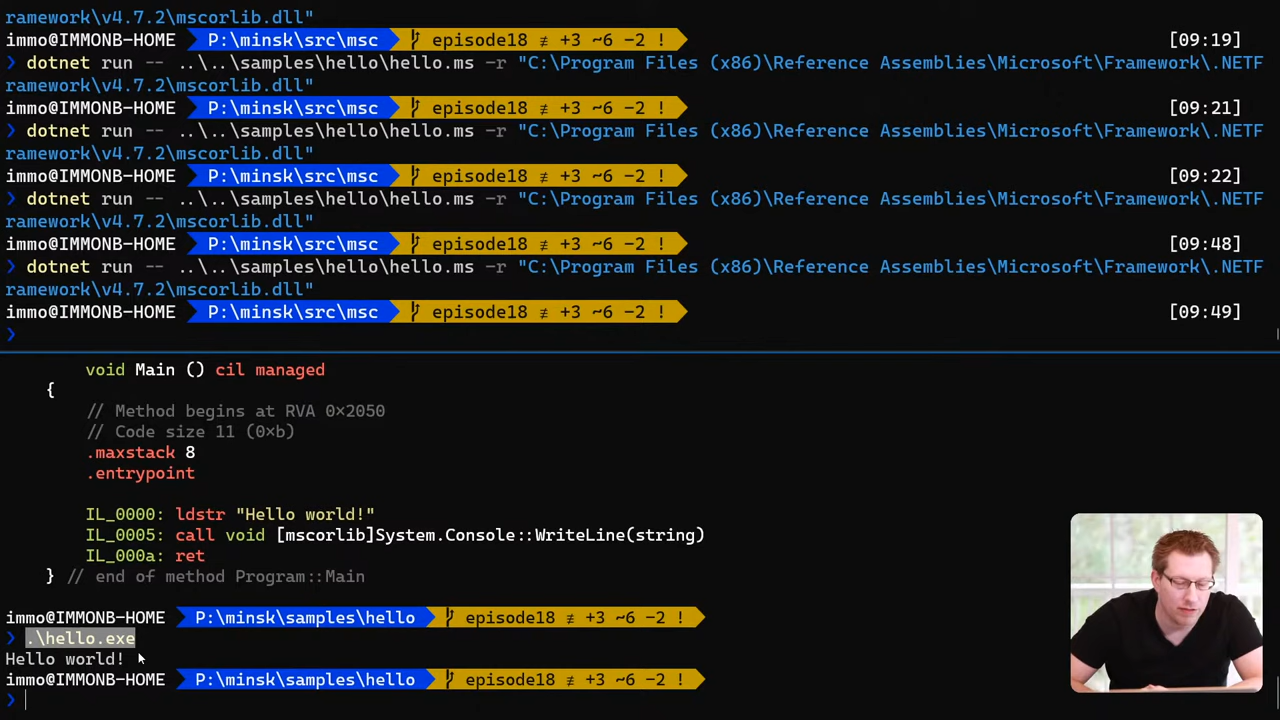 ramework\v4.7.2\mscorlib.dll"
immo@IMMONB-HOME P:\minsk\src\msc episode18 ≢ +3 ~6 -2 ! [09:19]
❯ dotnet run -- ..\..\samples\hello\hello.ms -r "C:\Program Files (x86)\Reference Assemblies\Microsoft\Framework\.NETF
ramework\v4.7.2\mscorlib.dll"
immo@IMMONB-HOME P:\minsk\src\msc episode18 ≢ +3 ~6 -2 ! [09:21]
❯ dotnet run -- ..\..\samples\hello\hello.ms -r "C:\Program Files (x86)\Reference Assemblies\Microsoft\Framework\.NETF
ramework\v4.7.2\mscorlib.dll"
immo@IMMONB-HOME P:\minsk\src\msc episode18 ≢ +3 ~6 -2 ! [09:22]
❯ dotnet run -- ..\..\samples\hello\hello.ms -r "C:\Program Files (x86)\Reference Assemblies\Microsoft\Framework\.NETF
ramework\v4.7.2\mscorlib.dll"
immo@IMMONB-HOME P:\minsk\src\msc episode18 ≢ +3 ~6 -2 ! [09:48]
❯ dotnet run -- ..\..\samples\hello\hello.ms -r "C:\Program Files (x86)\Reference Assemblies\Microsoft\Framework\.NETF
ramework\v4.7.2\mscorlib.dll"
immo@IMMONB-HOME P:\minsk\src\msc episode18 ≢ +3 ~6 -2 ! [09:49]
❯
void Main () cil managed
{
// Method begins at RVA 0×2050
// Code size 11 (0×b)
.maxstack 8
.entrypoint
IL_0000: ldstr "Hello world!"
IL_0005: call void [mscorlib]System.Console::WriteLine(string)
IL_000a: ret
} // end of method Program::Main
immo@IMMONB-HOME P:\minsk\samples\hello episode18 ≢ +3 ~6 -2 !
❯ .\hello.exe
Hello world!
immo@IMMONB-HOME P:\minsk\samples\hello episode18 ≢ +3 ~6 -2 !
❯